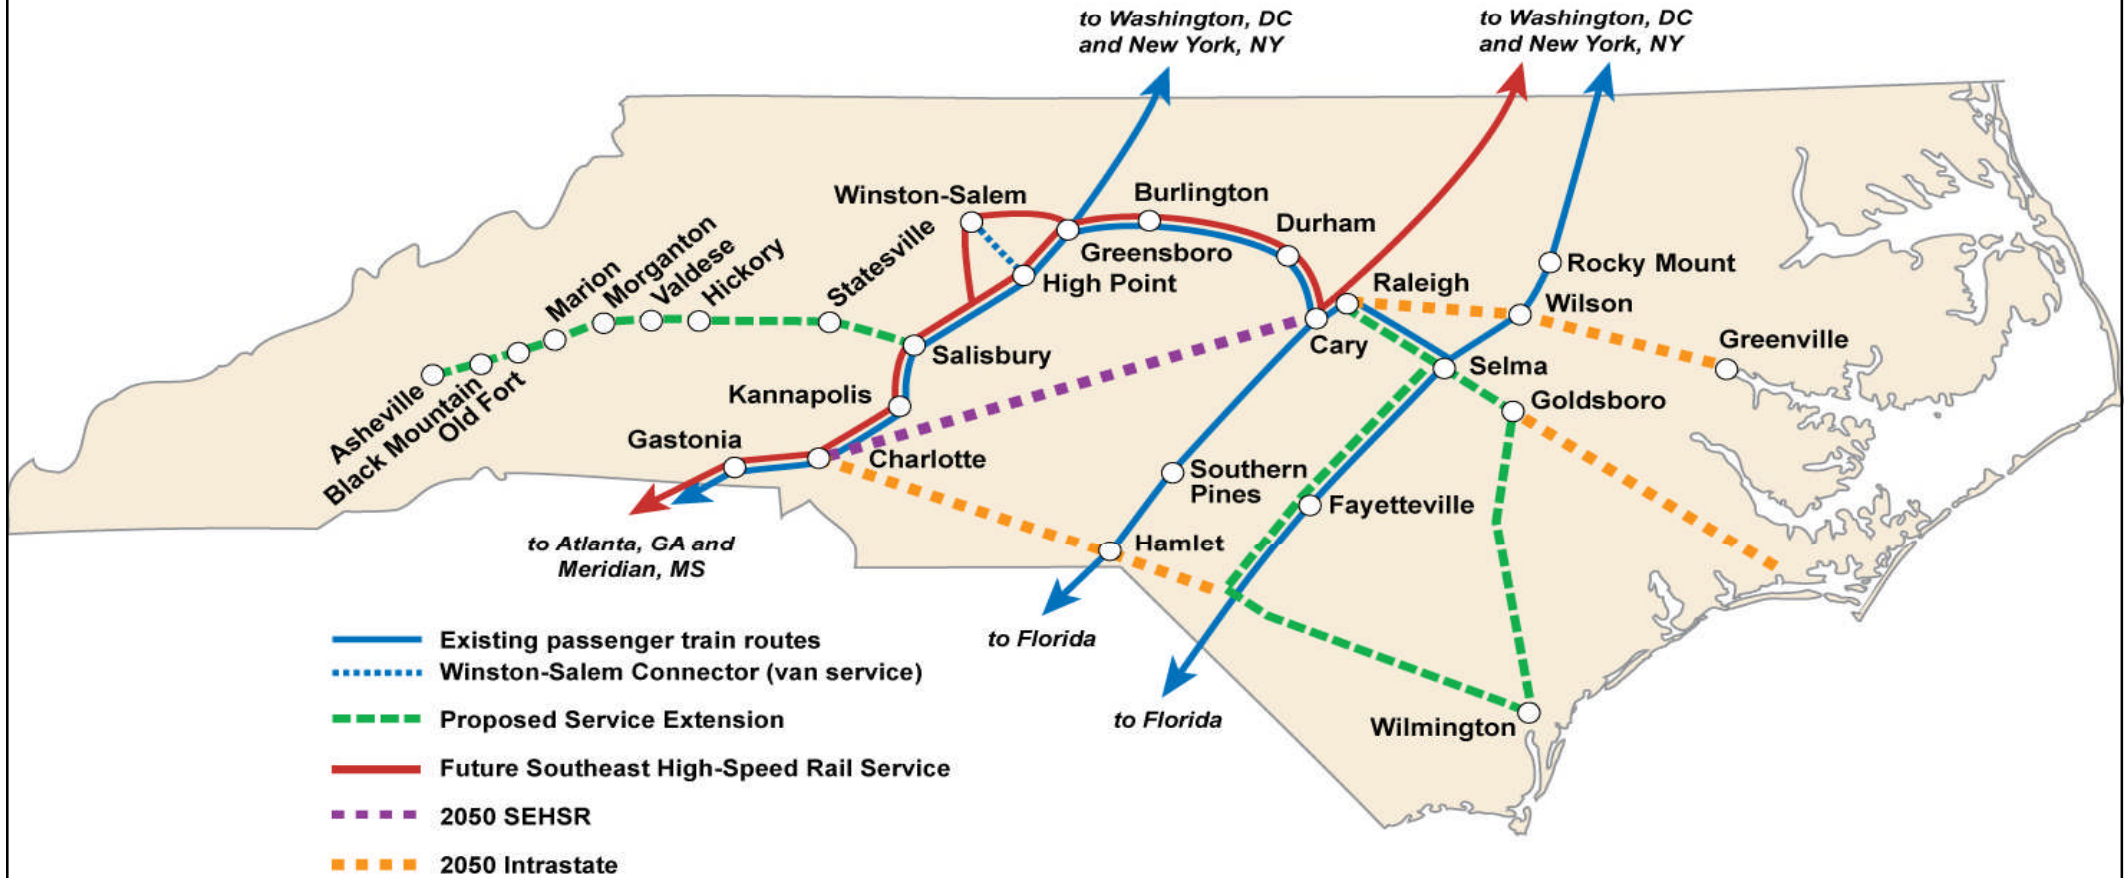 to Washington, DC
and New York, NY
to Washington, DC
and New York, NY
Winston-Salem
Burlington
Durham
Greensboro
High Point
Statesville
Hickory
Valdese
Morganton
Marion
Old Fort
Black Mountain
Asheville
Raleigh
Rocky Mount
Wilson
Greenville
Cary
Selma
Goldsboro
Salisbury
Kannapolis
Gastonia
Charlotte
Southern
Pines
Fayetteville
Hamlet
Wilmington
to Atlanta, GA and
Meridian, MS
to Florida
to Florida
Existing passenger train routes
Winston-Salem Connector (van service)
Proposed Service Extension
Future Southeast High-Speed Rail Service
2050 SEHSR
2050 Intrastate